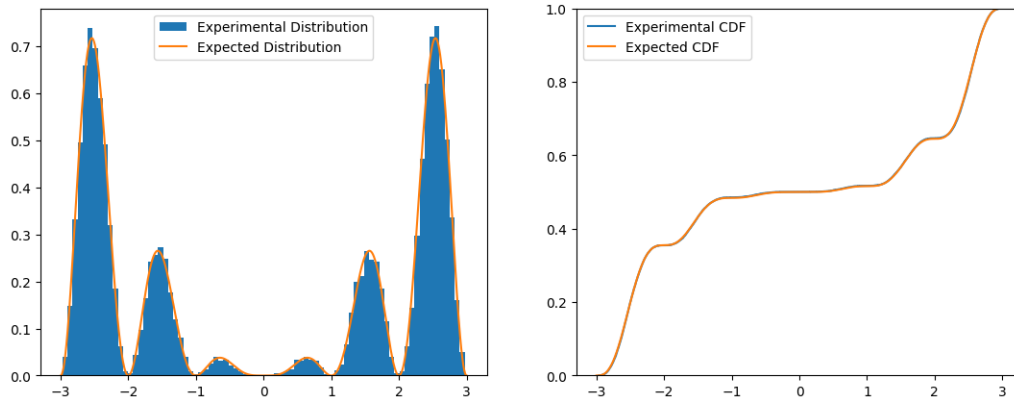 Experimental Distribution
Expected Distribution
0.7
0.6
0.5
0.4
0.3
0.2
0.1
0.0
−3 −2 −1 0 1 2 3
Experimental CDF
Expected CDF
1.0
0.8
0.6
0.4
0.2
0.0
−3 −2 −1 0 1 2 3